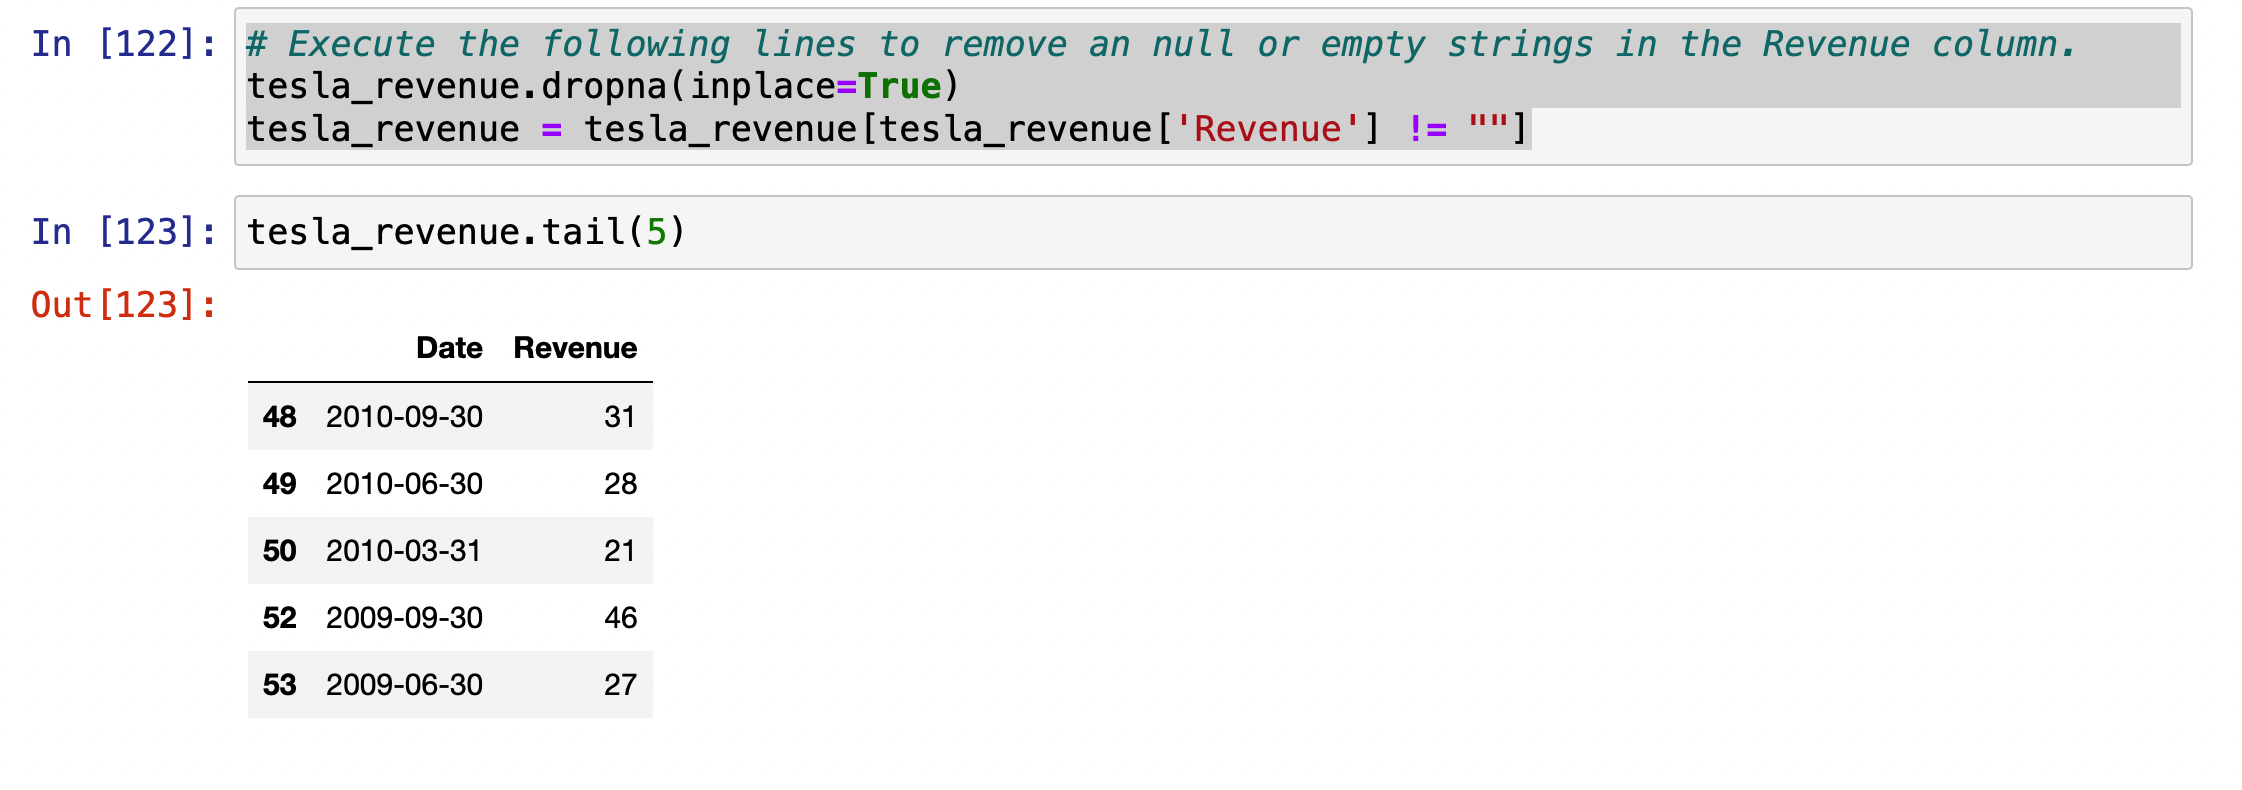 In [122]: # Execute the following lines to remove an null or empty strings in the Revenue column.
tesla_revenue.dropna(inplace=True)
tesla_revenue = tesla_revenue[tesla_revenue['Revenue'] != ""]
In [123]: tesla_revenue.tail(5)
Out[123]:
Date Revenue
48 2010-09-30 31
49 2010-06-30 28
50 2010-03-31 21
52 2009-09-30 46
53 2009-06-30 27